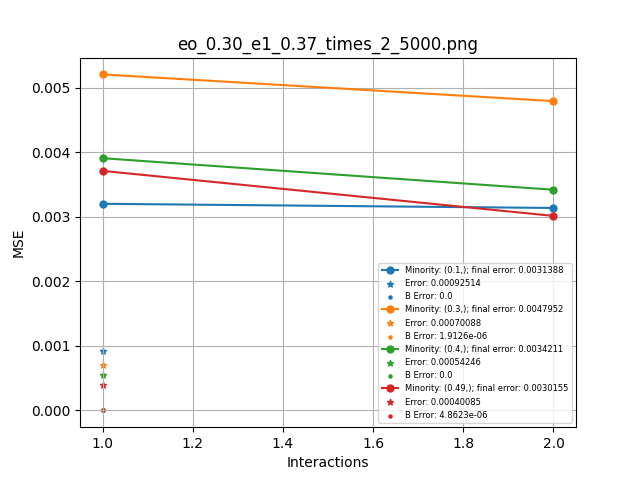 eo_0.30_e1_0.37_times_2_5000.png
0.005
0.004
0.003
0.002
0.001
0.000
MSE
1.0 1.2 1.4 1.6 1.8 2.0
Interactions
Minority: (0.1,); final error: 0.0031388
Error: 0.00092514
B Error: 0.0
Minority: (0.3,); final error: 0.0047952
Error: 0.00070088
B Error: 1.9126e-06
Minority: (0.4,); final error: 0.0034211
Error: 0.00054246
B Error: 0.0
Minority: (0.49,); final error: 0.0030155
Error: 0.00040085
B Error: 4.8623e-06